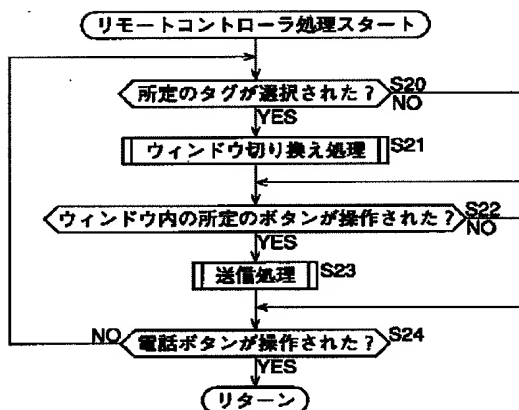 リモートコントローラ処理スタート
所定のタグが選択された?
S20
NO
YES
ウィンドウ切り換え処理
S21
ウィンドウ内の所定のボタンが操作された?
S22
NO
YES
送信処理
S23
NO
電話ボタンが操作された?
S24
YES
リターン